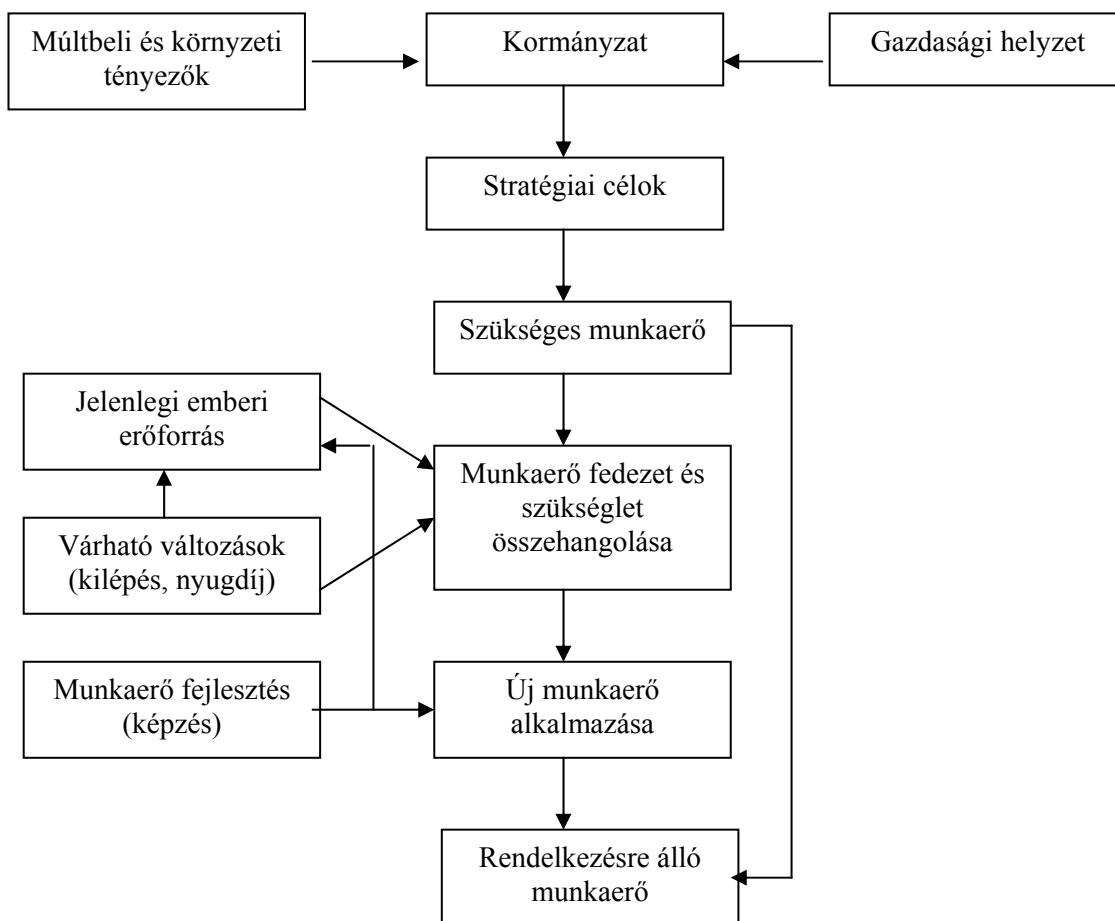 Múltbeli és környzeti
tényezők
Kormányzat
Gazdasági helyzet
Stratégiai célok
Szükséges munkaerő
Jelenlegi emberi
erőforrás
Munkaerő fedezet és
szükséglet
összehangolása
Várható változások
(kilépés, nyugdíj)
Munkaerő fejlesztés
(képzés)
Új munkaerő
alkalmazása
Rendelkezésre álló
munkaerő